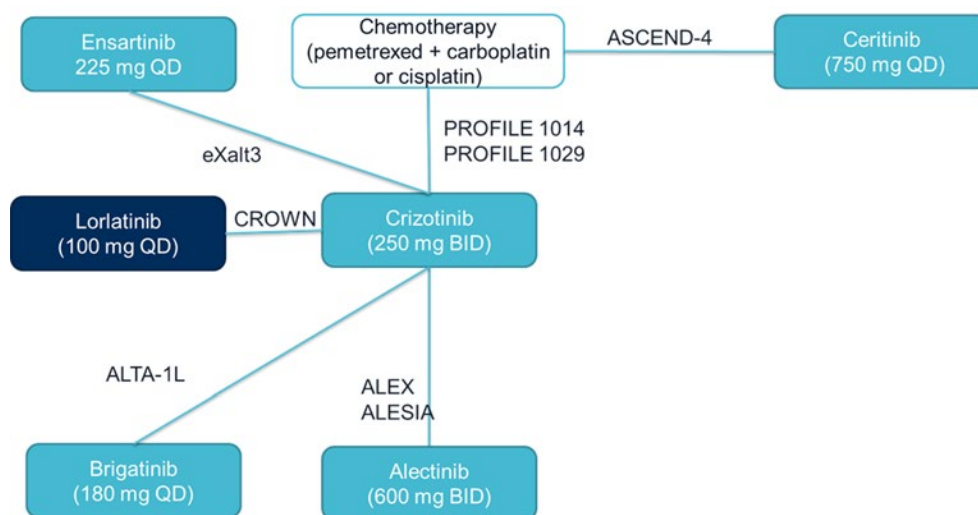 Ensartinib
225 mg QD
Chemotherapy
(pemetrexed + carboplatin
or cisplatin)
ASCEND-4
Ceritinib
(750 mg QD)
PROFILE 1014
PROFILE 1029
eXalt3
Lorlatinib
(100 mg QD)
CROWN
Crizotinib
(250 mg BID)
ALTA-1L
ALEX
ALESIA
Brigatinib
(180 mg QD)
Alectinib
(600 mg BID)